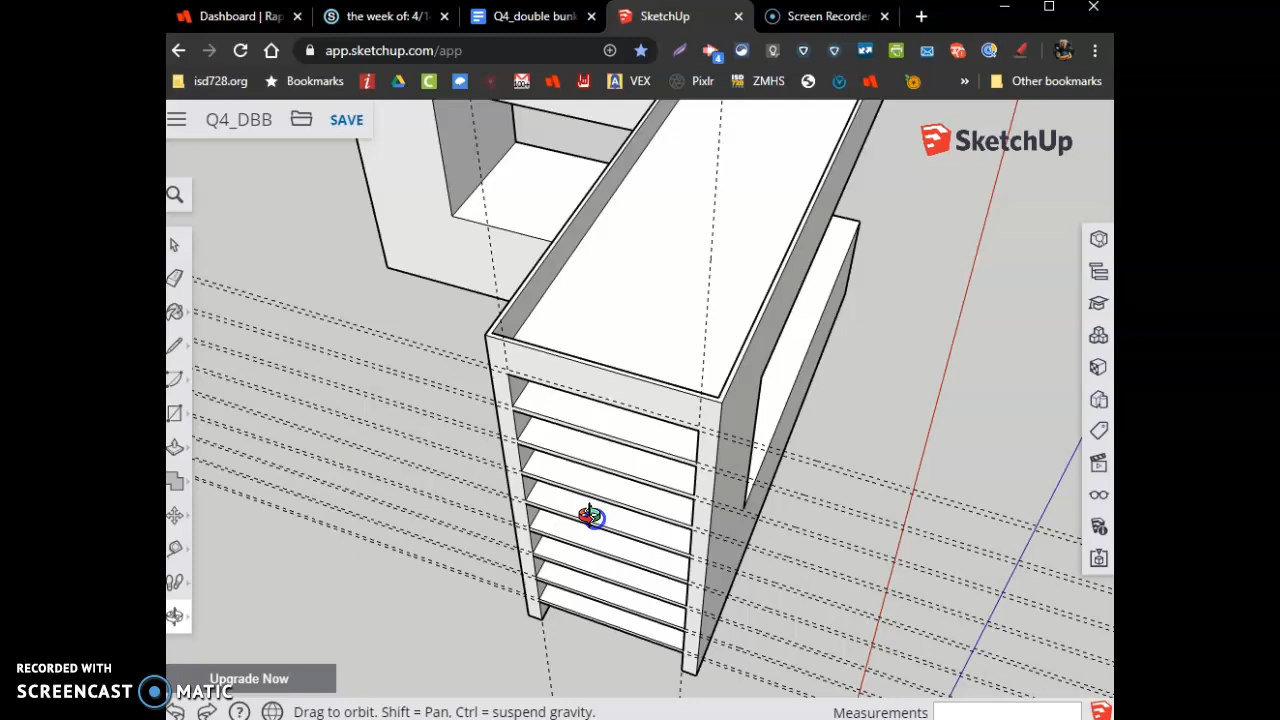 Dashboard | Rap
the week of: 4/1
Q4_double bunk
SketchUp
Screen Recorder
app.sketchup.com/app
4
isd728.org
Bookmarks
VEX
Pixlr
ZMHS
»
Other bookmarks
Q4_DBB
SAVE
SketchUp
RECORDED WITH
SCREENCAST MATIC
Upgrade Now
Drag to orbit. Shift = Pan, Ctrl = suspend gravity.
Measurements